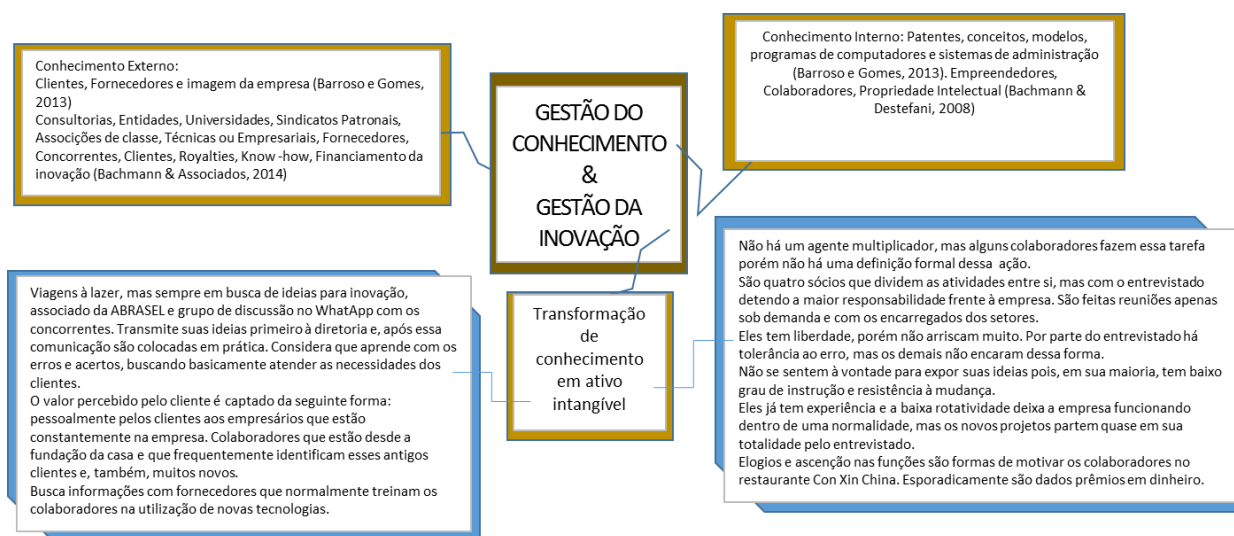 Conhecimento Externo:
Clientes, Fornecedores e imagem da empresa (Barroso e Gomes,
2013)
Consultorias, Entidades, Universidades, Sindicatos Patronais,
Associções de classe, Técnicas ou Empresariais, Fornecedores,
Concorrentes, Clientes, Royalties, Know -how, Financiamento da
inovação (Bachmann & Associados, 2014)
GESTÃO DO
CONHECIMENTO
&
GESTÃO DA
INOVAÇÃO
Conhecimento Interno: Patentes, conceitos, modelos,
programas de computadores e sistemas de administração
(Barroso e Gomes, 2013). Empreendedores,
Colaboradores, Propriedade Intelectual (Bachmann &
Destefani, 2008)
Viagens à lazer, mas sempre em busca de ideias para inovação,
associado da ABRASEL e grupo de discussão no WhatApp com os
concorrentes. Transmite suas ideias primeiro à diretoria e, após essa
comunicação são colocadas em prática. Considera que aprende com os
erros e acertos, buscando basicamente atender as necessidades dos
clientes.
O valor percebido pelo cliente é captado da seguinte forma:
pessoalmente pelos clientes aos empresários que estão
constantemente na empresa. Colaboradores que estão desde a
fundação da casa e que frequentemente identificam esses antigos
clientes e, também, muitos novos.
Busca informações com fornecedores que normalmente treinam os
colaboradores na utilização de novas tecnologias.
Transformação
de
conhecimento
em ativo
intangível
Não há um agente multiplicador, mas alguns colaboradores fazem essa tarefa
porém não há uma definição formal dessa ação.
São quatro sócios que dividem as atividades entre si, mas com o entrevistado
detendo a maior responsabilidade frente à empresa. São feitas reuniões apenas
sob demanda e com os encarregados dos setores.
Eles tem liberdade, porém não arriscam muito. Por parte do entrevistado há
tolerância ao erro, mas os demais não encaram dessa forma.
Não se sentem à vontade para expor suas ideias pois, em sua maioria, tem baixo
grau de instrução e resistência à mudança.
Eles já tem experiência e a baixa rotatividade deixa a empresa funcionando
dentro de uma normalidade, mas os novos projetos partem quase em sua
totalidade pelo entrevistado.
Elogios e ascenção nas funções são formas de motivar os colaboradores no
restaurante Con Xin China. Esporadicamente são dados prêmios em dinheiro.